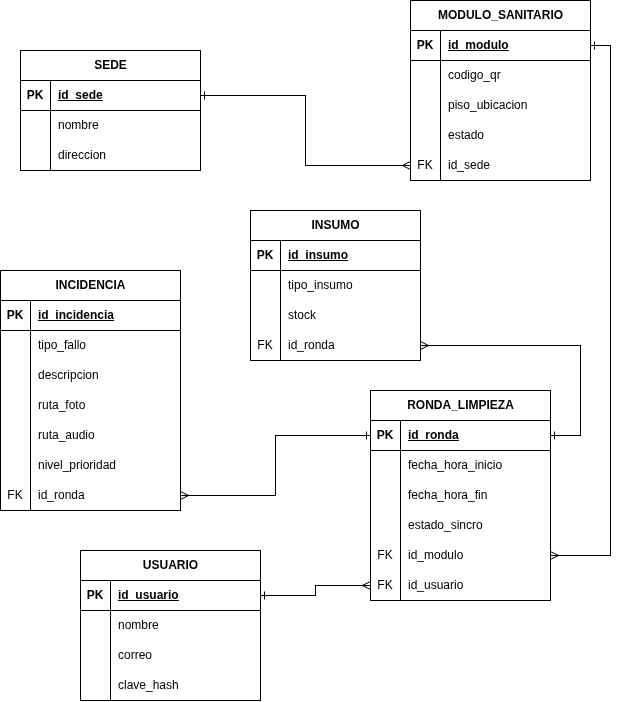 MODULO_SANITARIO
PK id_modulo
codigo_qr
piso_ubicacion
estado
FK id_sede
SEDE
PK id_sede
nombre
direccion
INSUMO
PK id_insumo
tipo_insumo
stock
FK id_ronda
INCIDENCIA
PK id_incidencia
tipo_fallo
descripcion
ruta_foto
ruta_audio
nivel_prioridad
FK id_ronda
RONDA_LIMPIEZA
PK id_ronda
fecha_hora_inicio
fecha_hora_fin
estado_sincro
FK id_modulo
FK id_usuario
USUARIO
PK id_usuario
nombre
correo
clave_hash